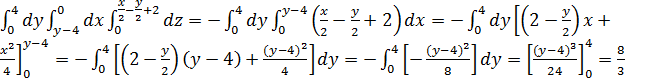 ∫₀⁴ dy ∫_{y−4}^{0} dx ∫₀^{x/2 − y/2 + 2} dz = − ∫₀⁴ dy ∫₀^{y−4} (x/2 − y/2 + 2) dx = − ∫₀⁴ dy [(2 − y/2) x +
x²/4]₀^{y−4} = − ∫₀⁴ [(2 − y/2)(y − 4) + (y−4)²/4] dy = − ∫₀⁴ [− (y−4)²/8] dy = [(y−4)³/24]₀⁴ = 8/3